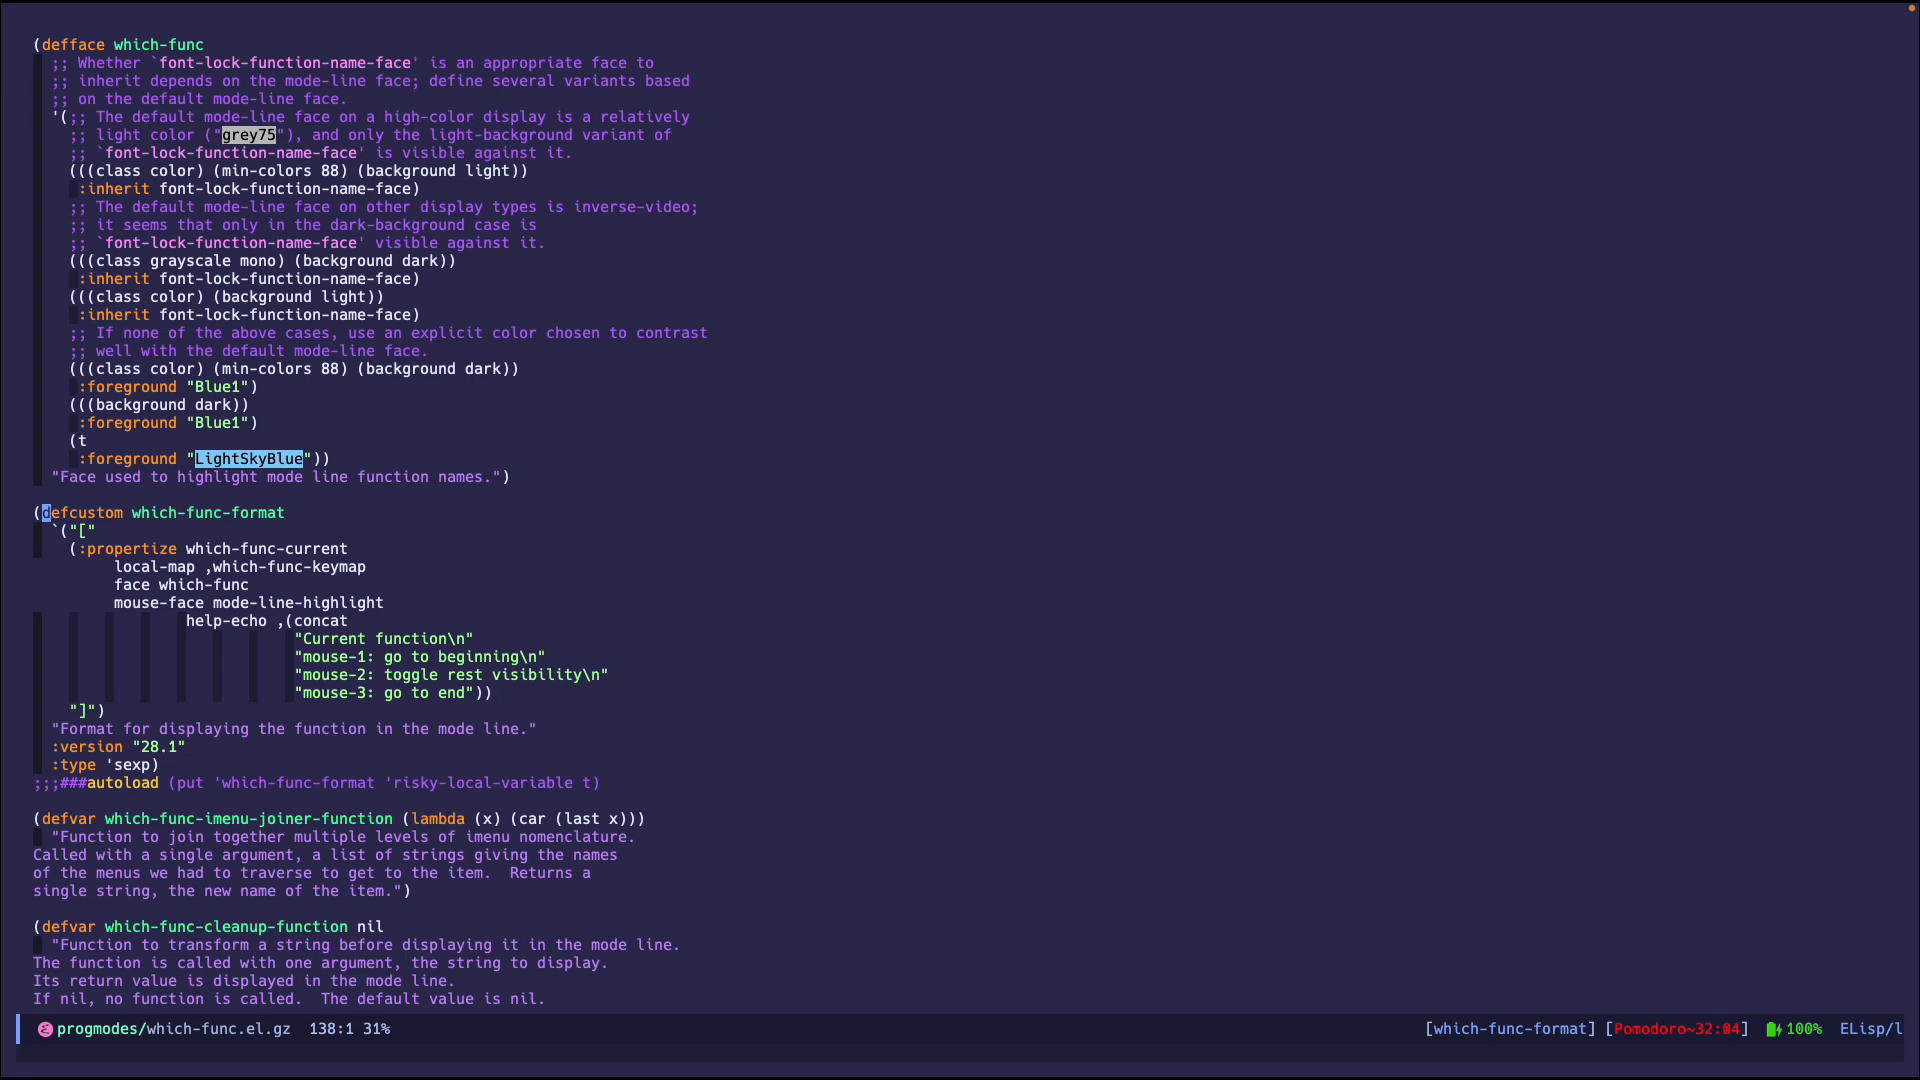 (defface which-func
  ;; Whether `font-lock-function-name-face' is an appropriate face to
  ;; inherit depends on the mode-line face; define several variants based
  ;; on the default mode-line face.
  '(;; The default mode-line face on a high-color display is a relatively
    ;; light color ("grey75"), and only the light-background variant of
    ;; `font-lock-function-name-face' is visible against it.
    (((class color) (min-colors 88) (background light))
     :inherit font-lock-function-name-face)
    ;; The default mode-line face on other display types is inverse-video;
    ;; it seems that only in the dark-background case is
    ;; `font-lock-function-name-face' visible against it.
    (((class grayscale mono) (background dark))
     :inherit font-lock-function-name-face)
    (((class color) (background light))
     :inherit font-lock-function-name-face)
    ;; If none of the above cases, use an explicit color chosen to contrast
    ;; well with the default mode-line face.
    (((class color) (min-colors 88) (background dark))
     :foreground "Blue1")
    (((background dark))
     :foreground "Blue1")
    (t
     :foreground "LightSkyBlue"))
  "Face used to highlight mode line function names.")

(defcustom which-func-format
  `("["
    (:propertize which-func-current
         local-map ,which-func-keymap
         face which-func
         mouse-face mode-line-highlight
                 help-echo ,(concat
                             "Current function\n"
                             "mouse-1: go to beginning\n"
                             "mouse-2: toggle rest visibility\n"
                             "mouse-3: go to end"))
    "]")
  "Format for displaying the function in the mode line."
  :version "28.1"
  :type 'sexp)
;;;###autoload (put 'which-func-format 'risky-local-variable t)

(defvar which-func-imenu-joiner-function (lambda (x) (car (last x)))
  "Function to join together multiple levels of imenu nomenclature.
Called with a single argument, a list of strings giving the names
of the menus we had to traverse to get to the item.  Returns a
single string, the new name of the item.")

(defvar which-func-cleanup-function nil
  "Function to transform a string before displaying it in the mode line.
The function is called with one argument, the string to display.
Its return value is displayed in the mode line.
If nil, no function is called.  The default value is nil.
progmodes/which-func.el.gz  138:1 31% [which-func-format] [Pomodoro~32:04] 100% ELisp/l